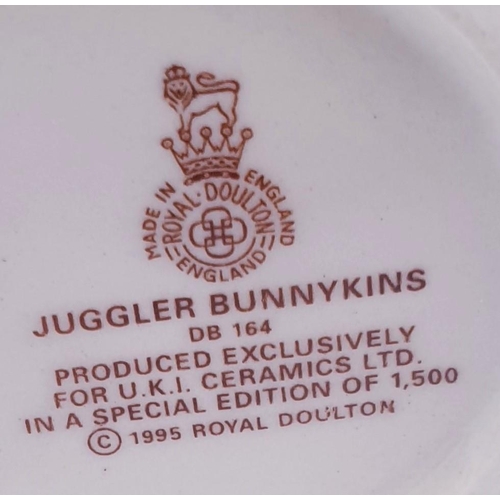 MADE IN ENGLAND
ROYAL · DOULTON
ENGLAND
JUGGLER BUNNYKINS
DB 164
PRODUCED EXCLUSIVELY
FOR U.K.I. CERAMICS LTD.
IN A SPECIAL EDITION OF 1,500
© 1995 ROYAL DOULTON